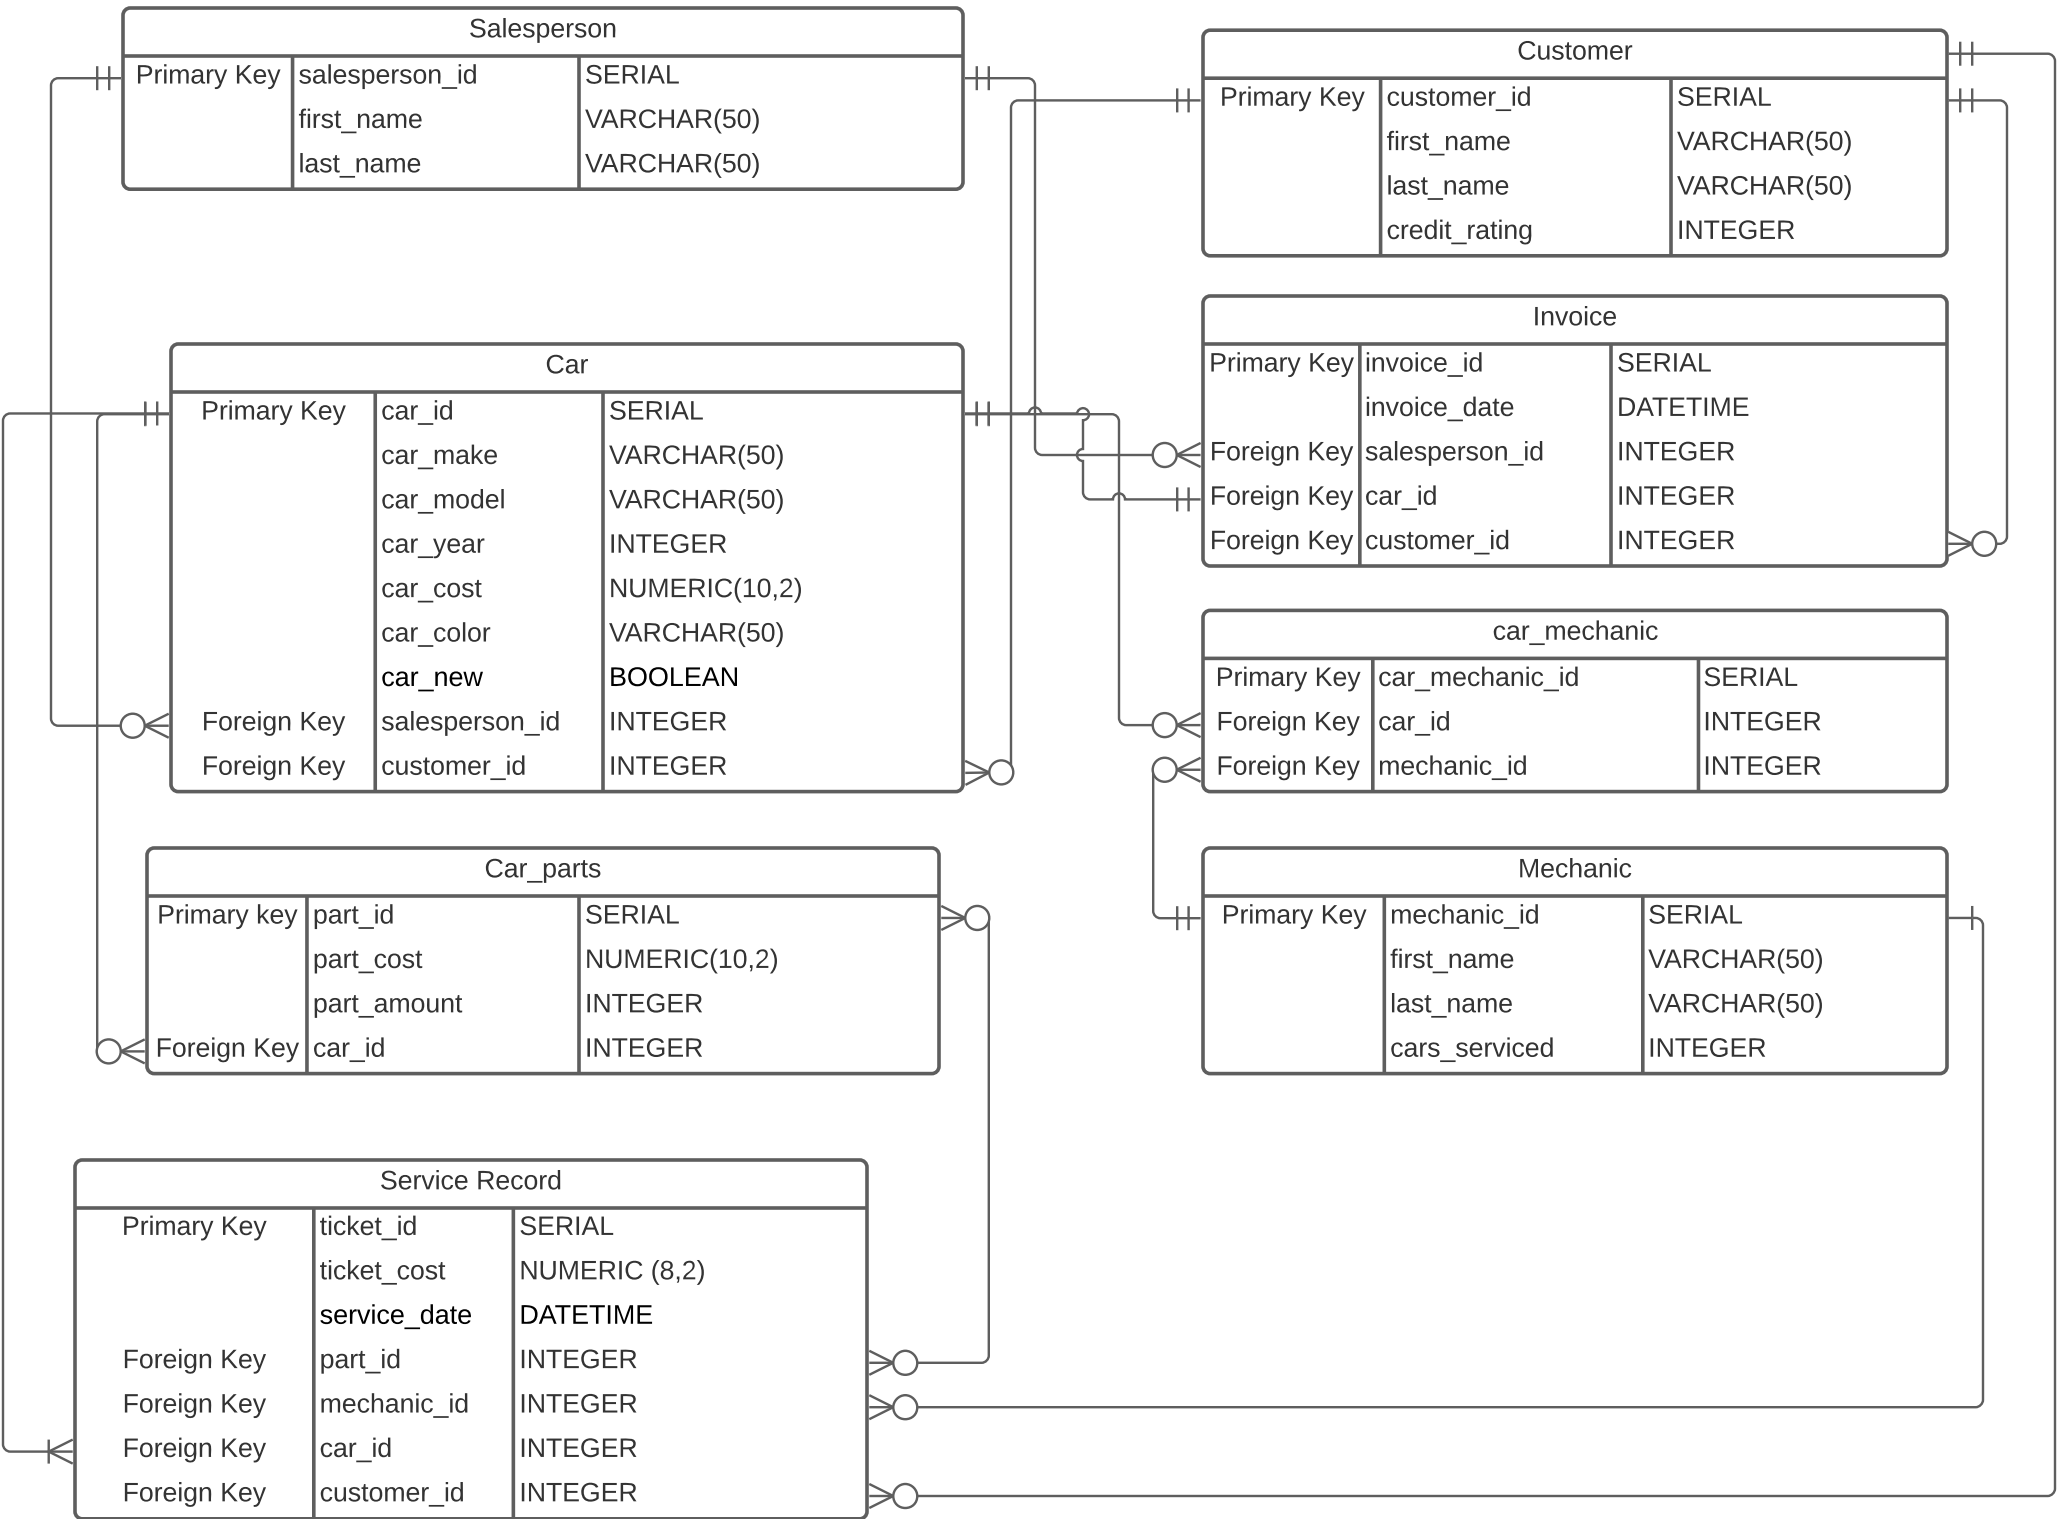 Salesperson
Primary Key salesperson_id SERIAL
first_name VARCHAR(50)
last_name VARCHAR(50)
Customer
Primary Key customer_id SERIAL
first_name VARCHAR(50)
last_name VARCHAR(50)
credit_rating INTEGER
Invoice
Primary Key invoice_id SERIAL
invoice_date DATETIME
Foreign Key salesperson_id INTEGER
Foreign Key car_id INTEGER
Foreign Key customer_id INTEGER
Car
Primary Key car_id SERIAL
car_make VARCHAR(50)
car_model VARCHAR(50)
car_year INTEGER
car_cost NUMERIC(10,2)
car_color VARCHAR(50)
car_new BOOLEAN
Foreign Key salesperson_id INTEGER
Foreign Key customer_id INTEGER
car_mechanic
Primary Key car_mechanic_id SERIAL
Foreign Key car_id INTEGER
Foreign Key mechanic_id INTEGER
Car_parts
Primary key part_id SERIAL
part_cost NUMERIC(10,2)
part_amount INTEGER
Foreign Key car_id INTEGER
Mechanic
Primary Key mechanic_id SERIAL
first_name VARCHAR(50)
last_name VARCHAR(50)
cars_serviced INTEGER
Service Record
Primary Key ticket_id SERIAL
ticket_cost NUMERIC (8,2)
service_date DATETIME
Foreign Key part_id INTEGER
Foreign Key mechanic_id INTEGER
Foreign Key car_id INTEGER
Foreign Key customer_id INTEGER